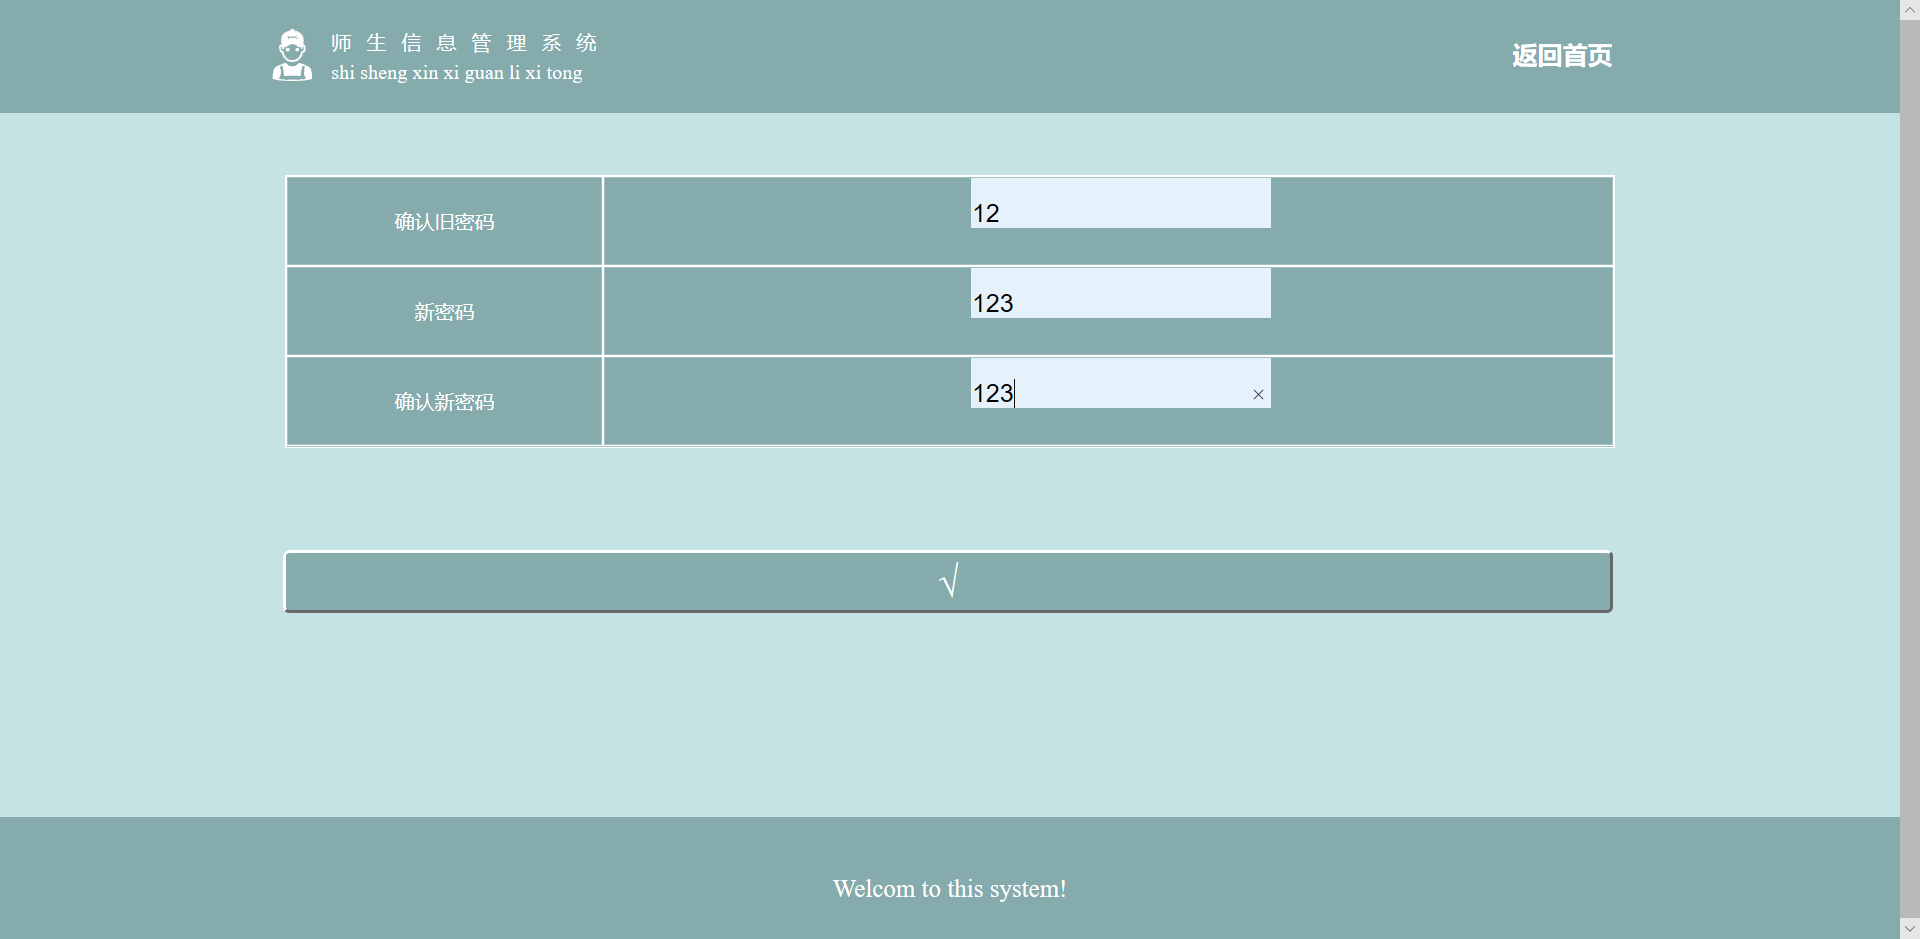 师生信息管理系统
shi sheng xin xi guan li xi tong
返回首页
确认旧密码
12
新密码
123
确认新密码
123
×
√
Welcom to this system!